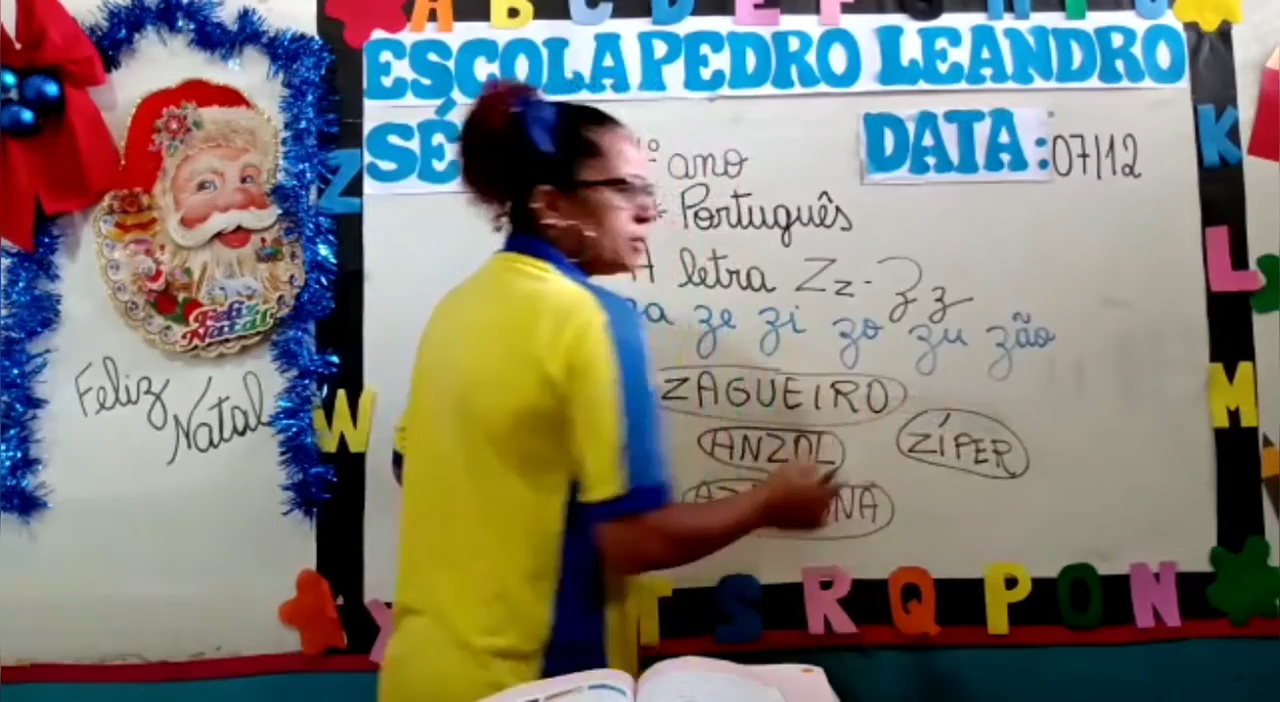 A B C D E F G H I J
ESCOLA PEDRO LEANDRO
SÉ
DATA: 07/12
º ano
Português
A letra Zz - Zz
za ze zi zo zu zão
ZAGUEIRO
ANZOL
ZÍPER
Feliz Natal
Feliz
Natal
Z
W
K
L
M
T S R Q P O N